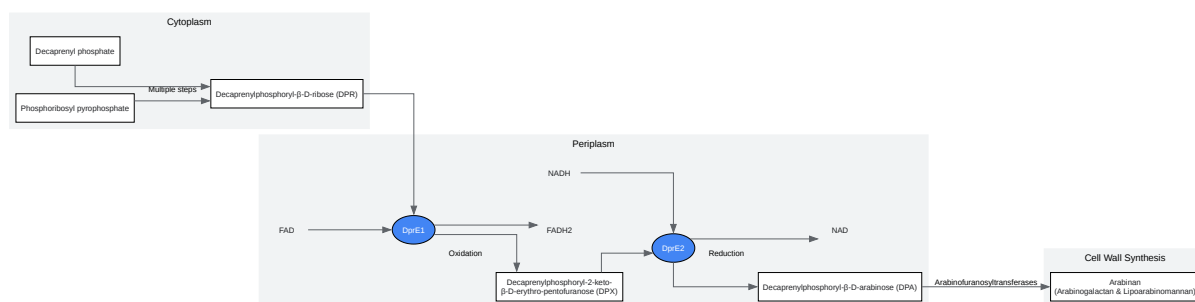 Cytoplasm
Decaprenyl phosphate
Multiple steps
Decaprenylphosphoryl-β-D-ribose (DPR)
Phosphoribosyl pyrophosphate
Periplasm
NADH
FAD
DprE1
FADH2
Oxidation
Decaprenylphosphoryl-2-keto-
β-D-erythro-pentofuranose (DPX)
DprE2
NAD
Reduction
Decaprenylphosphoryl-β-D-arabinose (DPA)
Arabinofuranosyltransferases
Cell Wall Synthesis
Arabinan
(Arabinogalactan & Lipoarabinomannan)